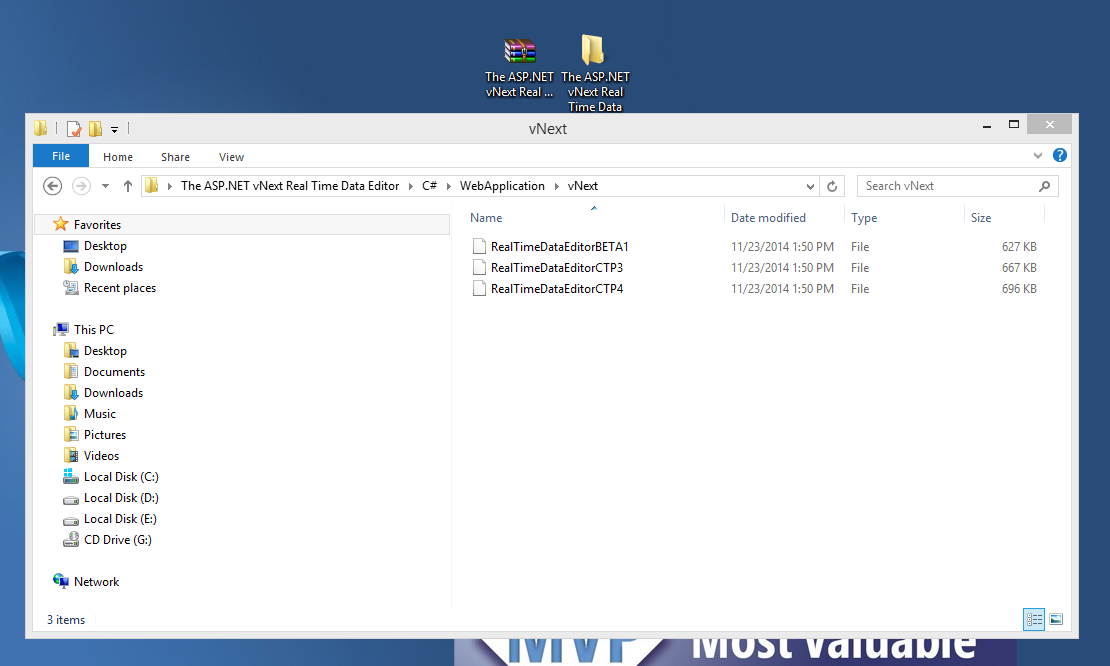 The ASP.NET
vNext Real ...
The ASP.NET
vNext Real
Time Data
vNext
File Home Share View
The ASP.NET vNext Real Time Data Editor C# WebApplication vNext Search vNext
Name Date modified Type Size
RealTimeDataEditorBETA1 11/23/2014 1:50 PM File 627 KB
RealTimeDataEditorCTP3 11/23/2014 1:50 PM File 667 KB
RealTimeDataEditorCTP4 11/23/2014 1:50 PM File 696 KB
Favorites
Desktop
Downloads
Recent places
This PC
Desktop
Documents
Downloads
Music
Pictures
Videos
Local Disk (C:)
Local Disk (D:)
Local Disk (E:)
CD Drive (G:)
Network
3 items
MVP Most Valuable